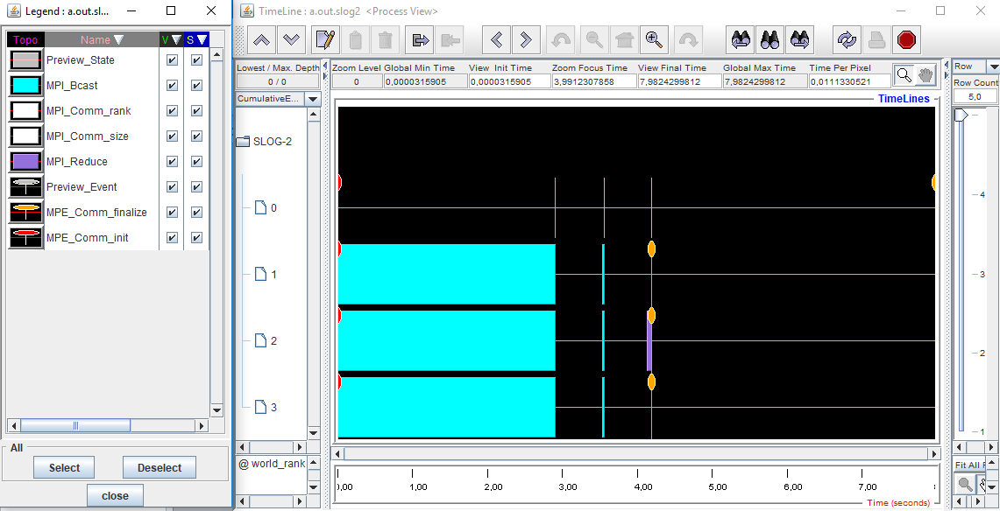 Legend : a.out.sl...
Topo Name V S
Preview_State
MPI_Bcast
MPI_Comm_rank
MPI_Comm_size
MPI_Reduce
Preview_Event
MPE_Comm_finalize
MPE_Comm_init
All
Select Deselect
close
TimeLine : a.out.slog2 <Process View>
Lowest / Max. Depth Zoom Level Global Min Time View Init Time Zoom Focus Time View Final Time Global Max Time Time Per Pixel
0 / 0 0 0,0000315905 0,0000315905 3,9912307858 7,9824299812 7,9824299812 0,0111330521
Row
Row Count
5,0
CumulativeE...
TimeLines
SLOG-2
0
1
2
3
4
3
2
1
@ world_rank
Fit All
0,00 1,00 2,00 3,00 4,00 5,00 6,00 7,00
Time (seconds)